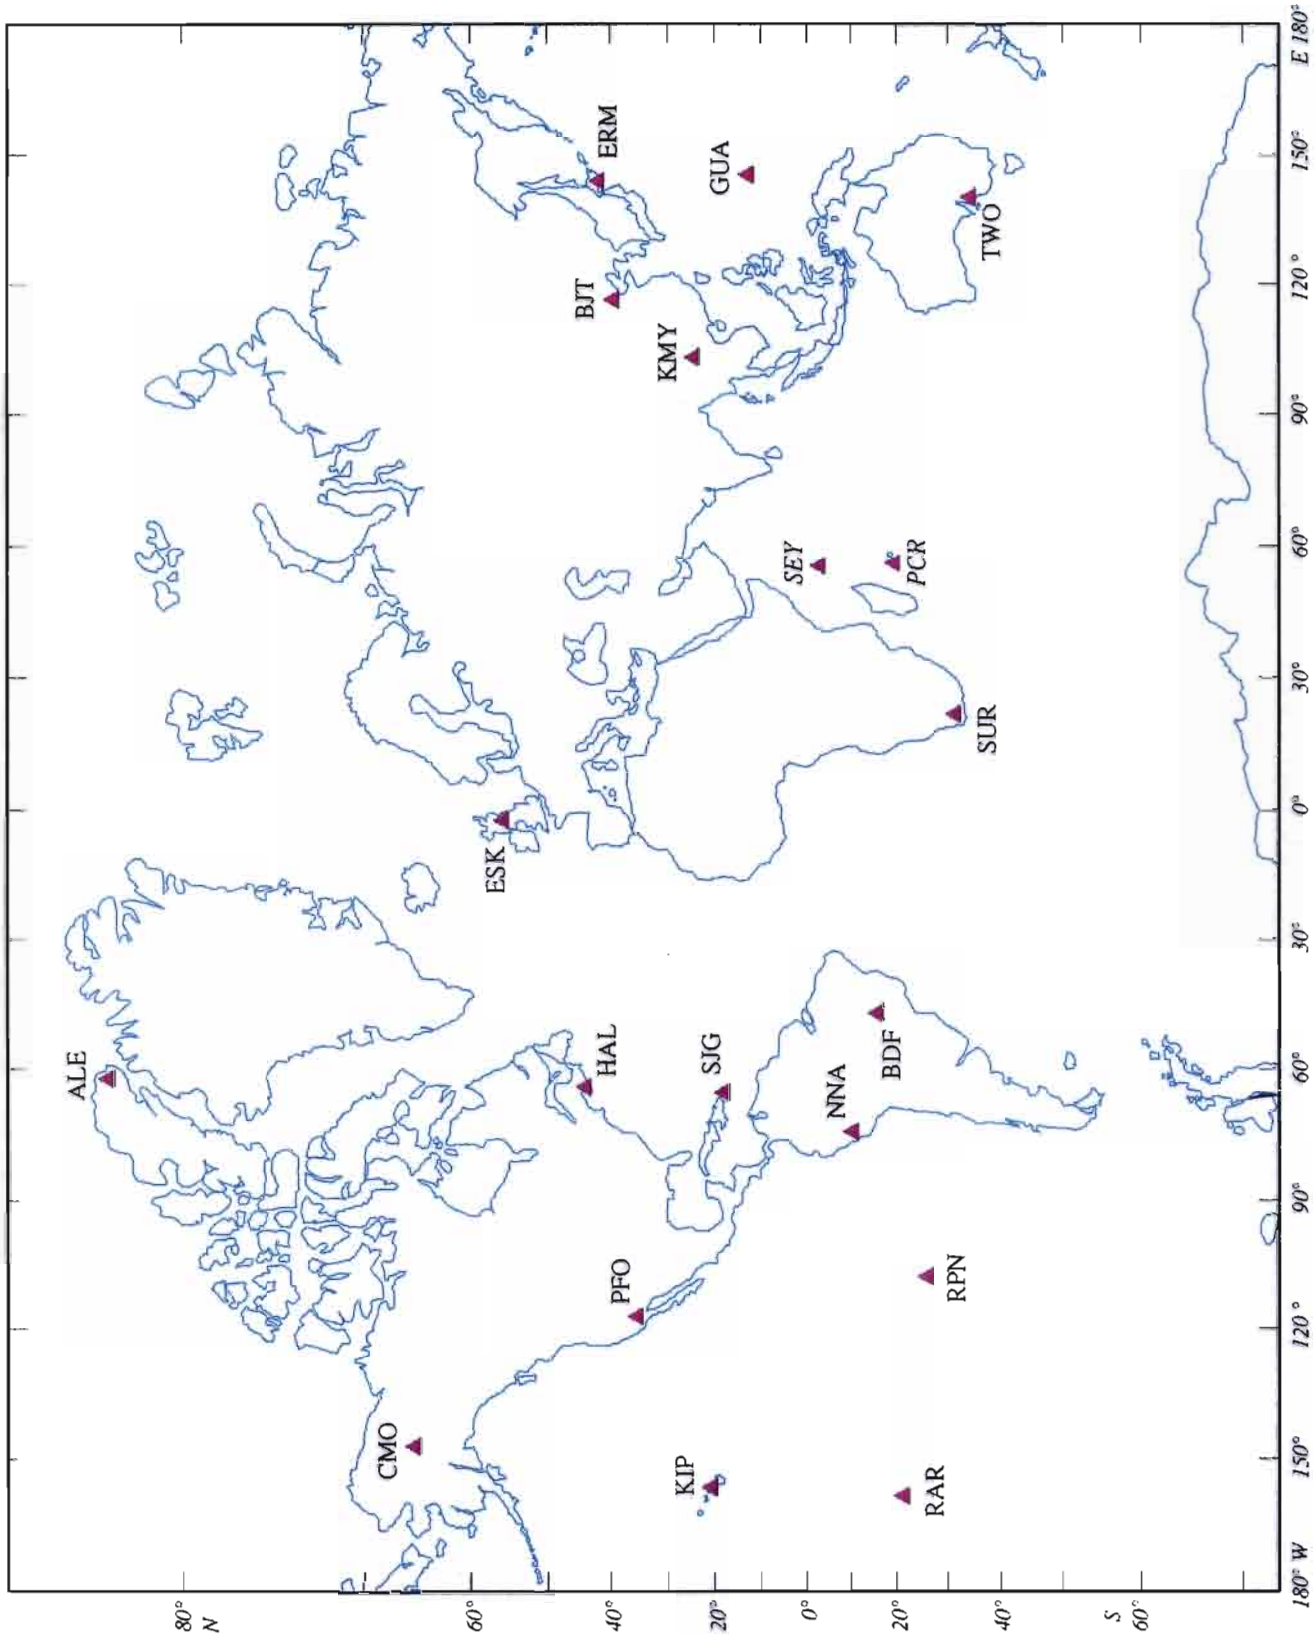 ALE
CMO
ESK
HAL
PFO
BJT
ERM
KIP
SJG
KMY
GUA
NNA
SEY
BDF
PCR
RAR
RPN
SUR
TWO
80°
N
60°
40°
20°
0°
20°
40°
S
60°
180° W
150°
120°
90°
60°
30°
0°
30°
60°
90°
120°
150°
E 180°